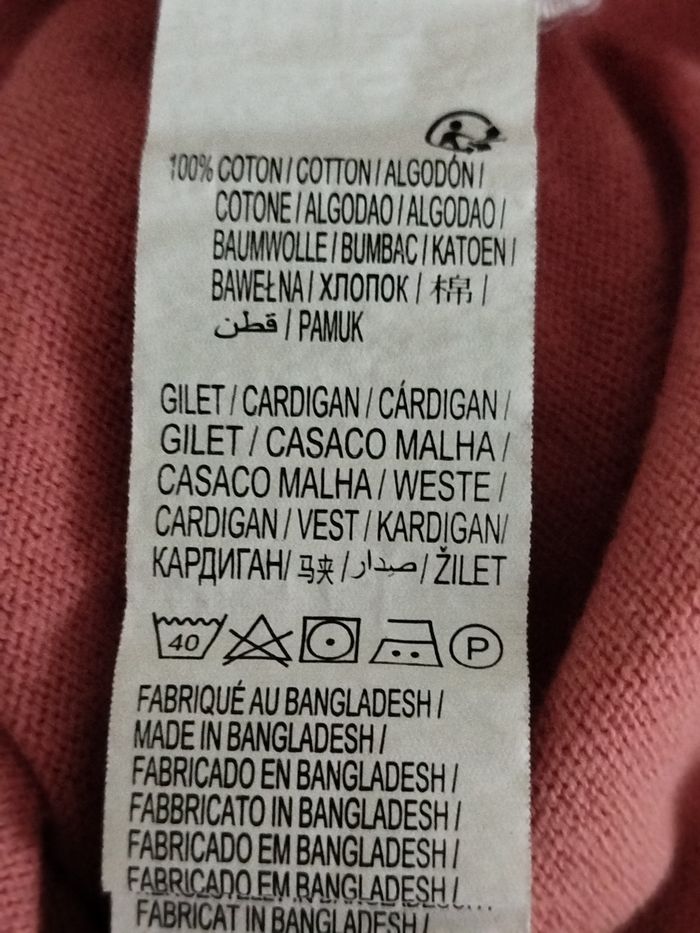 100% COTON / COTTON / ALGODÓN /
COTONE / ALGODAO / ALGODAO /
BAUMWOLLE / BUMBAC / KATOEN /
BAWEŁNA / ХЛОПОК / 棉 /
قطن / PAMUK
GILET / CARDIGAN / CÁRDIGAN /
GILET / CASACO MALHA /
CASACO MALHA / WESTE /
CARDIGAN / VEST / KARDIGAN/
КАРДИГАН/ 马夹 / صيدار / ŽILET
40 P
FABRIQUÉ AU BANGLADESH /
MADE IN BANGLADESH /
FABRICADO EN BANGLADESH /
FABBRICATO IN BANGLADESH /
FABRICADO EM BANGLADESH /
FABRICADO EM BANGLADESH /
FABRICAT IN BANGLADESH /